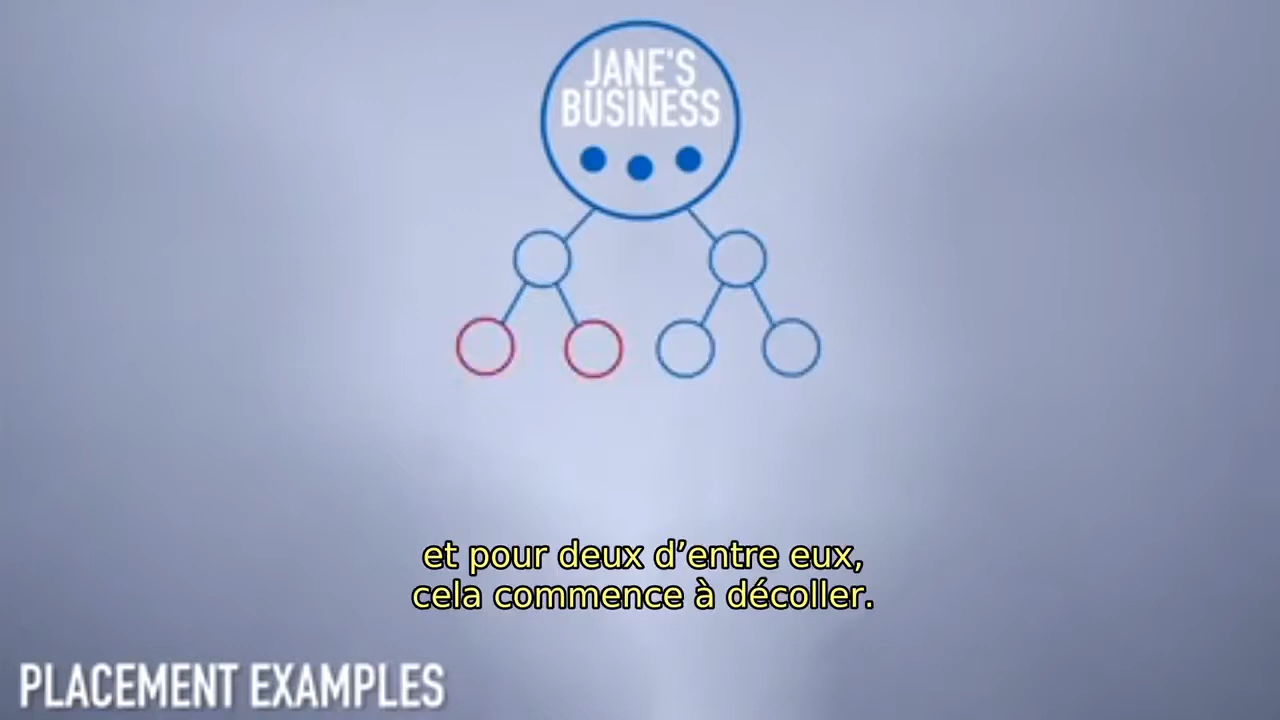 JANE'S
BUSINESS
et pour deux d’entre eux,
cela commence à décoller.
PLACEMENT EXAMPLES